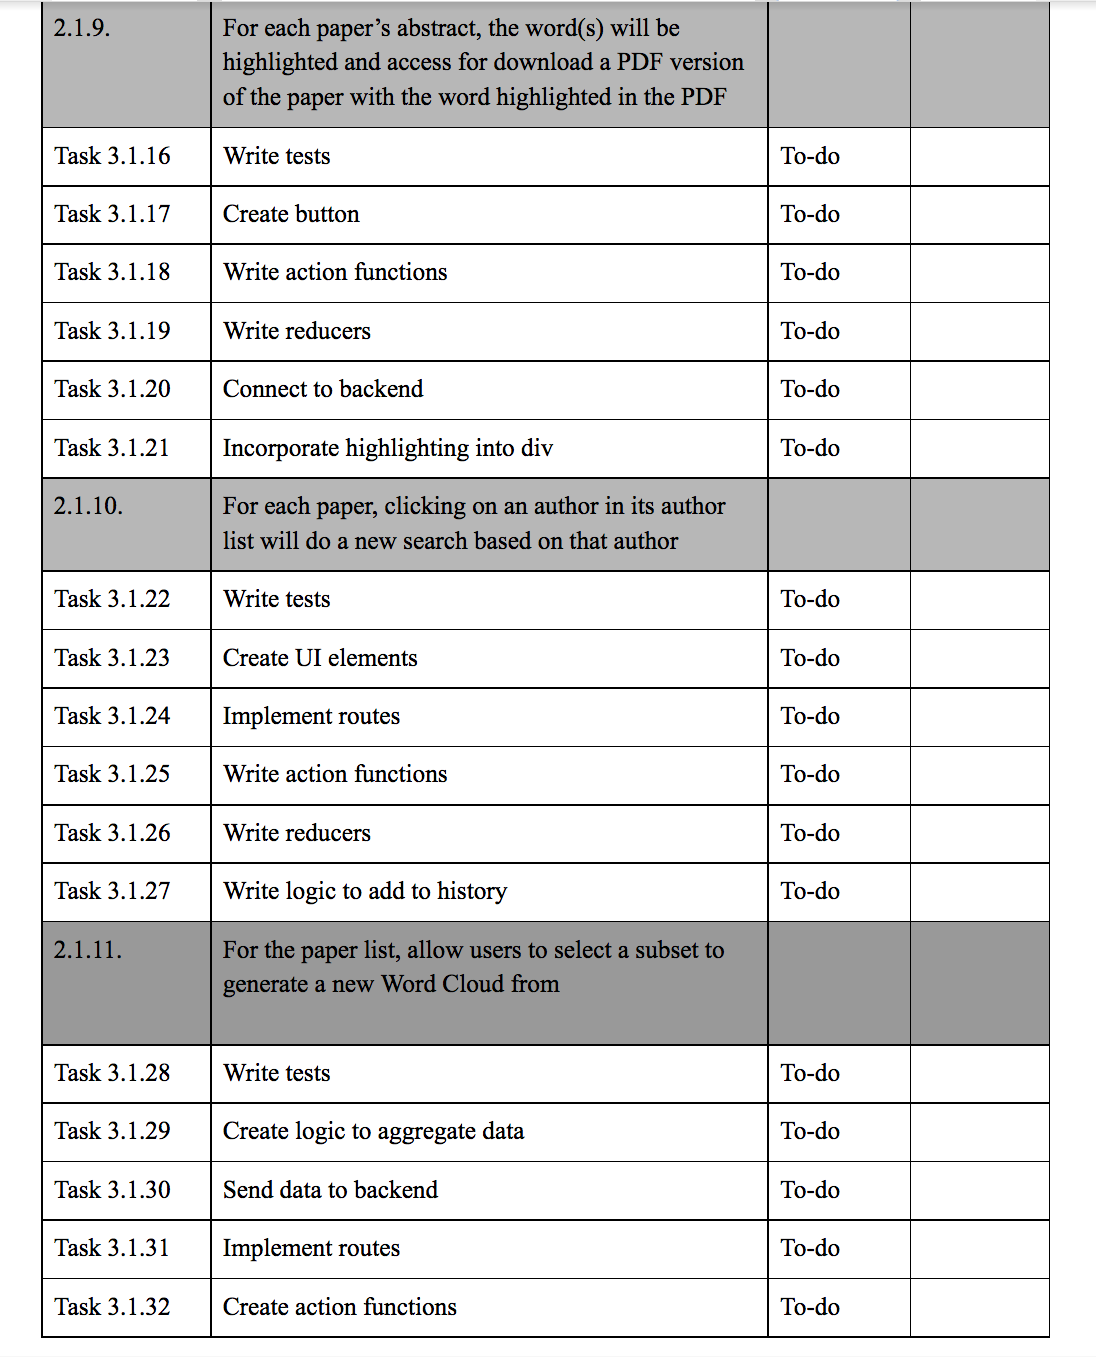 2.1.9. For each paper’s abstract, the word(s) will be
highlighted and access for download a PDF version
of the paper with the word highlighted in the PDF
Task 3.1.16 Write tests To-do
Task 3.1.17 Create button To-do
Task 3.1.18 Write action functions To-do
Task 3.1.19 Write reducers To-do
Task 3.1.20 Connect to backend To-do
Task 3.1.21 Incorporate highlighting into div To-do
2.1.10. For each paper, clicking on an author in its author
list will do a new search based on that author
Task 3.1.22 Write tests To-do
Task 3.1.23 Create UI elements To-do
Task 3.1.24 Implement routes To-do
Task 3.1.25 Write action functions To-do
Task 3.1.26 Write reducers To-do
Task 3.1.27 Write logic to add to history To-do
2.1.11. For the paper list, allow users to select a subset to
generate a new Word Cloud from
Task 3.1.28 Write tests To-do
Task 3.1.29 Create logic to aggregate data To-do
Task 3.1.30 Send data to backend To-do
Task 3.1.31 Implement routes To-do
Task 3.1.32 Create action functions To-do